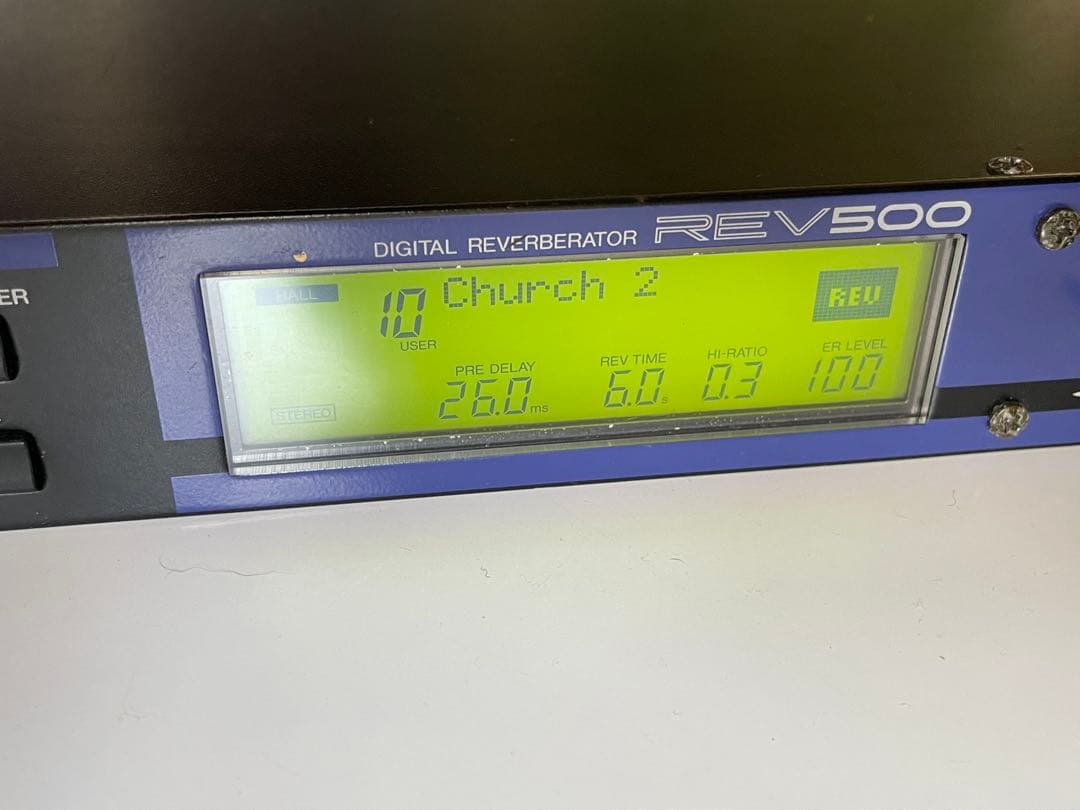 ER
DIGITAL REVERBERATOR REV500
HALL
10 Church 2
USER
REV
PRE DELAY REV TIME HI-RATIO ER LEVEL
26.0ms 6.0s 0.3 100
STEREO